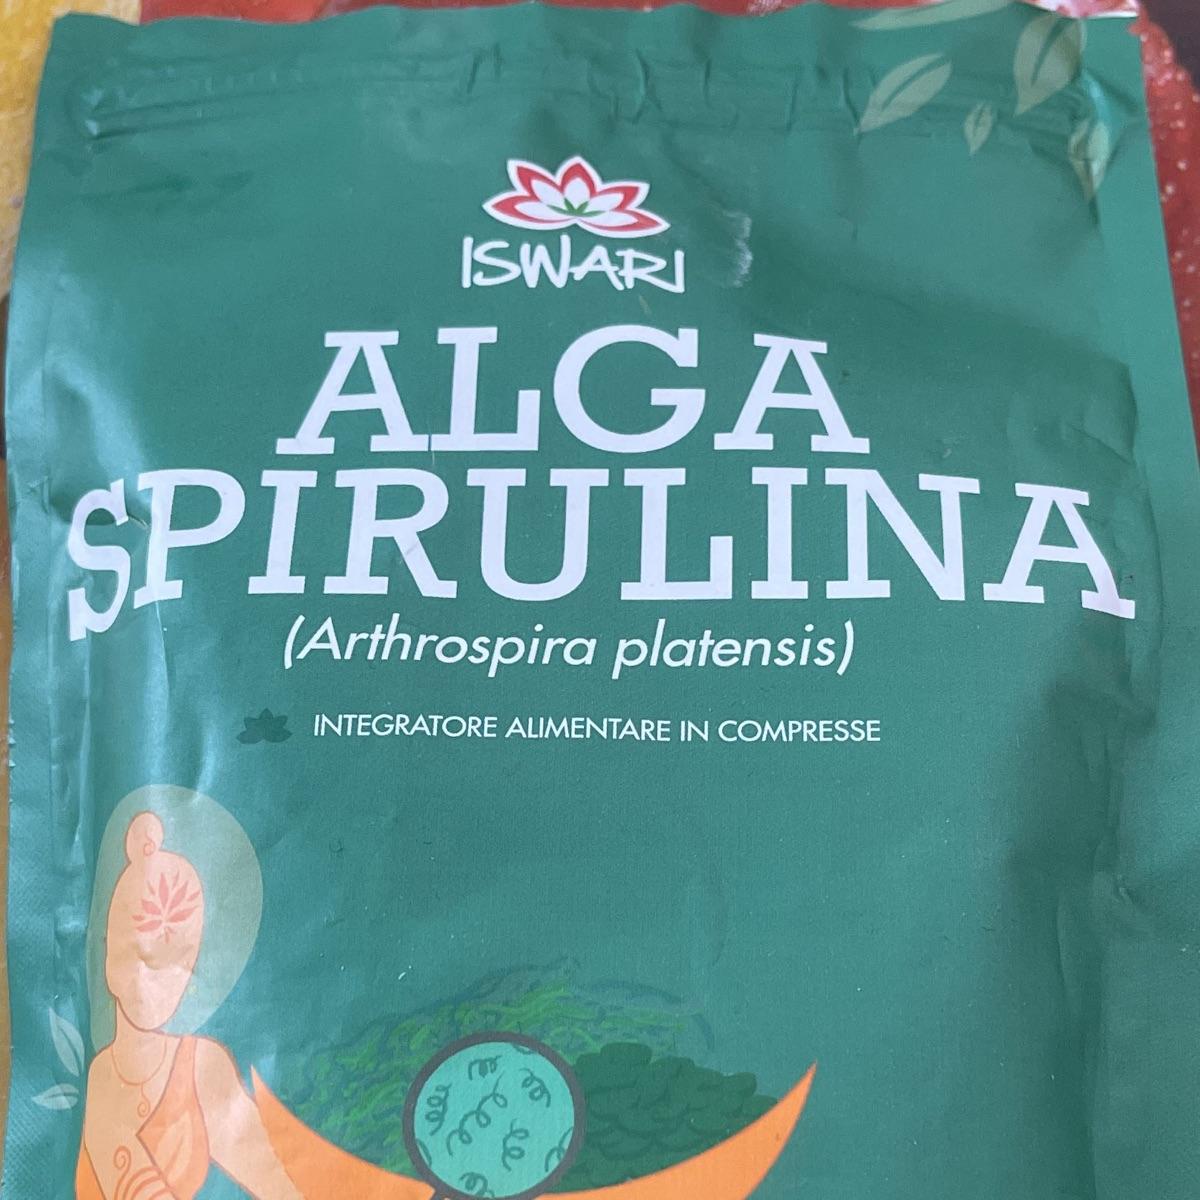 ISWARI
ALGA
SPIRULINA
(Arthrospira platensis)
INTEGRATORE ALIMENTARE IN COMPRESSE